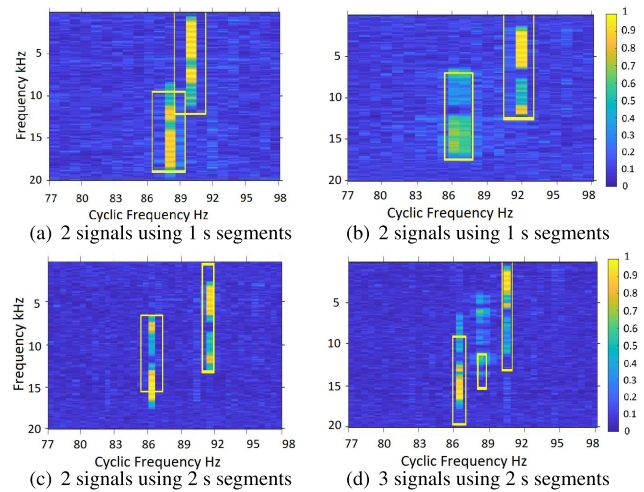 5
10
15
20
Frequency kHz
77 80 83 86 89 92 95 98
Cyclic Frequency Hz
(a) 2 signals using 1 s segments
5
10
15
20
77 80 83 86 89 92 95 98
Cyclic Frequency Hz
1
0.9
0.8
0.7
0.6
0.5
0.4
0.3
0.2
0.1
0
(b) 2 signals using 1 s segments
5
10
15
20
Frequency kHz
77 80 83 86 89 92 95 98
Cyclic Frequency Hz
(c) 2 signals using 2 s segments
5
10
15
20
77 80 83 86 89 92 95 98
Cyclic Frequency Hz
1
0.9
0.8
0.7
0.6
0.5
0.4
0.3
0.2
0.1
0
(d) 3 signals using 2 s segments